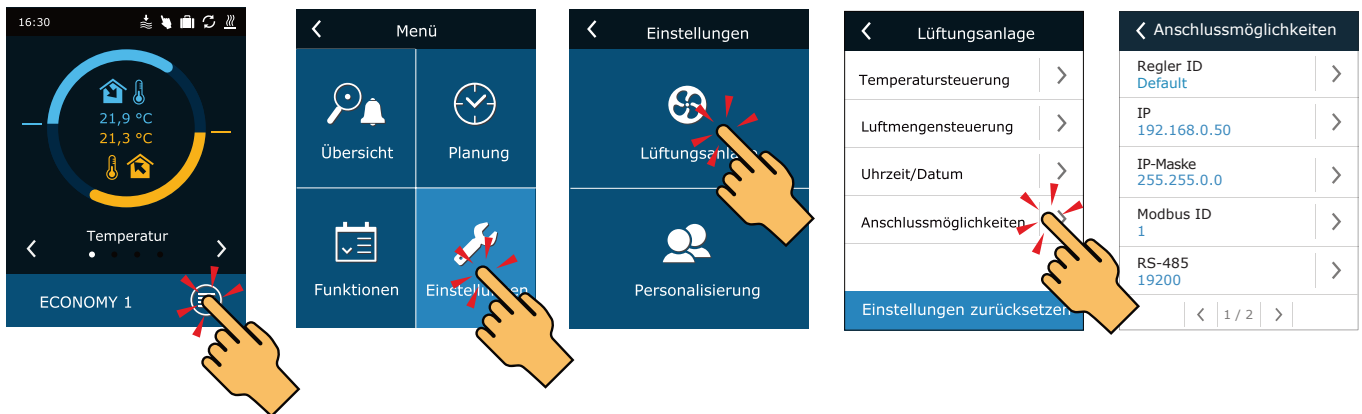 16:30
21,9 °C
21,3 °C
Temperatur
ECONOMY 1
Menü
Übersicht
Planung
Funktionen
Einstellungen
Einstellungen
Lüftungsanlage
Personalisierung
Lüftungsanlage
Temperatursteuerung
Luftmengensteuerung
Uhrzeit/Datum
Anschlussmöglichkeiten
Einstellungen zurücksetzen
Anschlussmöglichkeiten
Regler ID
Default
IP
192.168.0.50
IP-Maske
255.255.0.0
Modbus ID
1
RS-485
19200
1 / 2